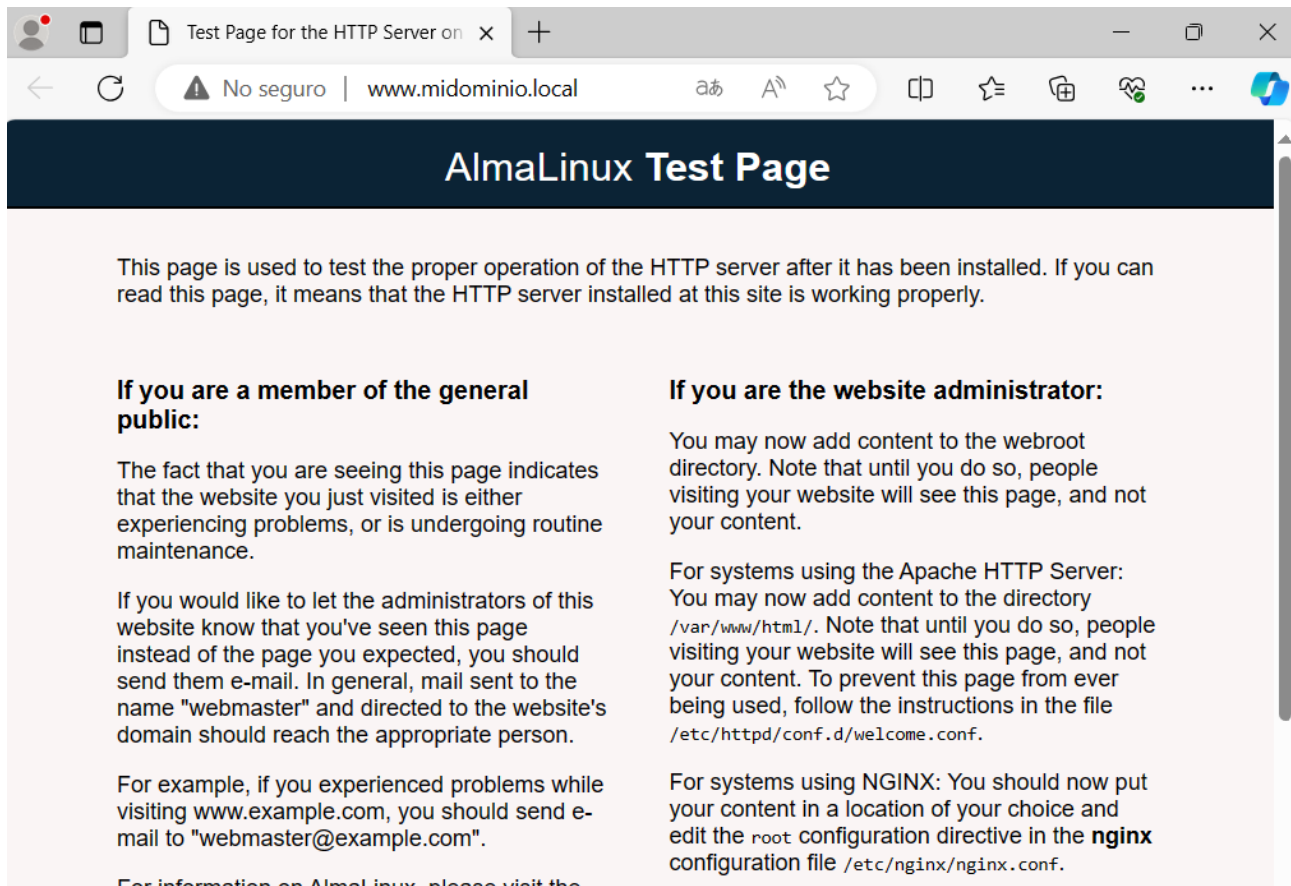 Test Page for the HTTP Server on
No seguro | www.midominio.local
AlmaLinux Test Page
This page is used to test the proper operation of the HTTP server after it has been installed. If you can
read this page, it means that the HTTP server installed at this site is working properly.
If you are a member of the general
public:
The fact that you are seeing this page indicates
that the website you just visited is either
experiencing problems, or is undergoing routine
maintenance.
If you would like to let the administrators of this
website know that you've seen this page
instead of the page you expected, you should
send them e-mail. In general, mail sent to the
name "webmaster" and directed to the website's
domain should reach the appropriate person.
For example, if you experienced problems while
visiting www.example.com, you should send e-
mail to "webmaster@example.com".
For information on AlmaLinux, please visit the
If you are the website administrator:
You may now add content to the webroot
directory. Note that until you do so, people
visiting your website will see this page, and not
your content.
For systems using the Apache HTTP Server:
You may now add content to the directory
/var/www/html/. Note that until you do so, people
visiting your website will see this page, and not
your content. To prevent this page from ever
being used, follow the instructions in the file
/etc/httpd/conf.d/welcome.conf.
For systems using NGINX: You should now put
your content in a location of your choice and
edit the root configuration directive in the nginx
configuration file /etc/nginx/nginx.conf.